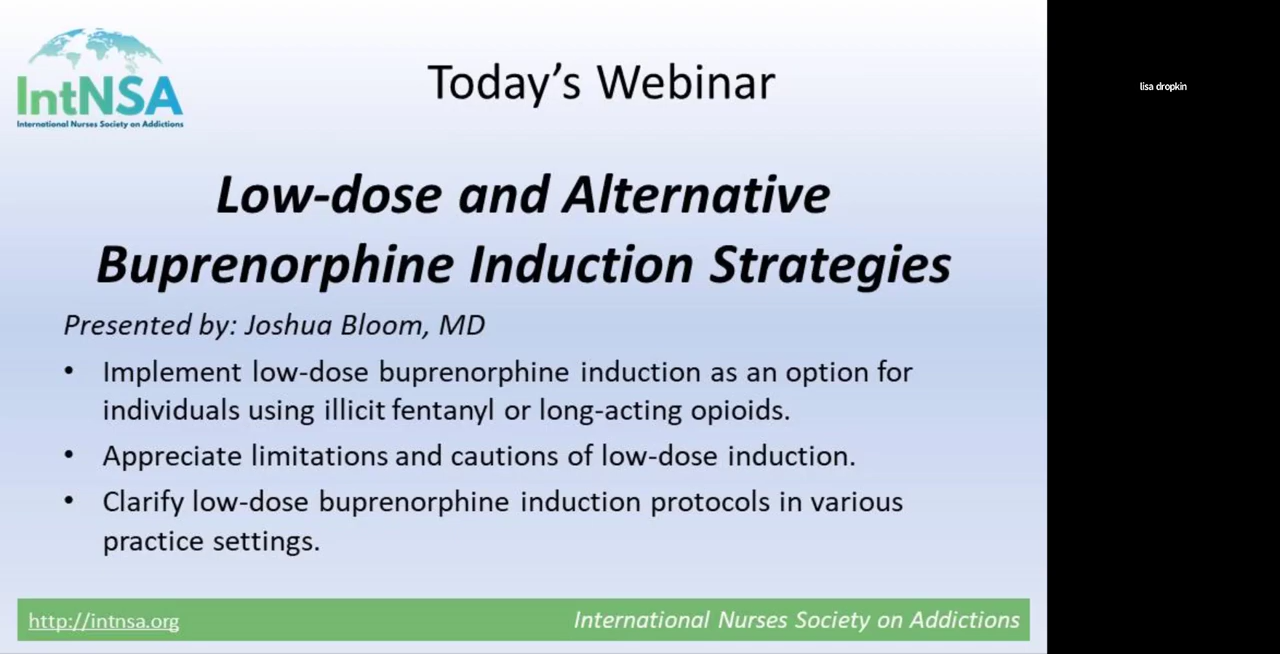 IntNSA
International Nurses Society on Addictions
Today's Webinar
lisa dropkin
Low-dose and Alternative
Buprenorphine Induction Strategies
Presented by: Joshua Bloom, MD
• Implement low-dose buprenorphine induction as an option for
individuals using illicit fentanyl or long-acting opioids.
• Appreciate limitations and cautions of low-dose induction.
• Clarify low-dose buprenorphine induction protocols in various
practice settings.
http://intnsa.org
International Nurses Society on Addictions